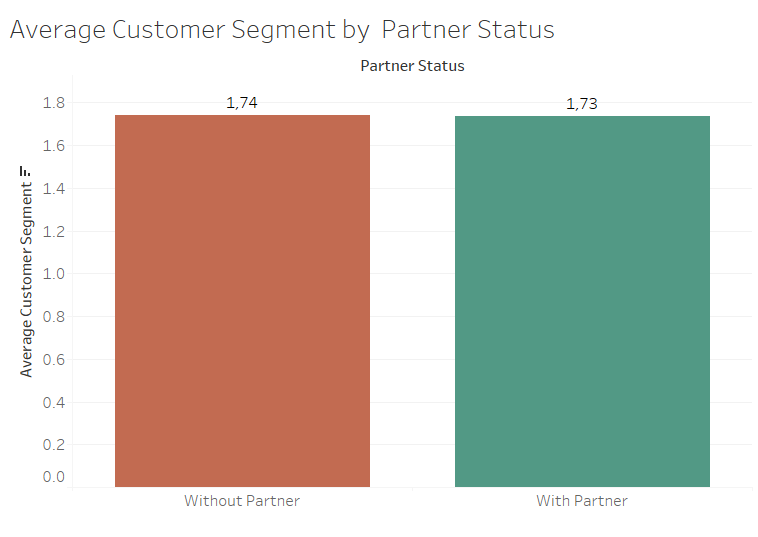 Average Customer Segment by  Partner Status
Partner Status
Average Customer Segment
1.8
1.6
1.4
1.2
1.0
0.8
0.6
0.4
0.2
0.0
1,74
1,73
Without Partner
With Partner